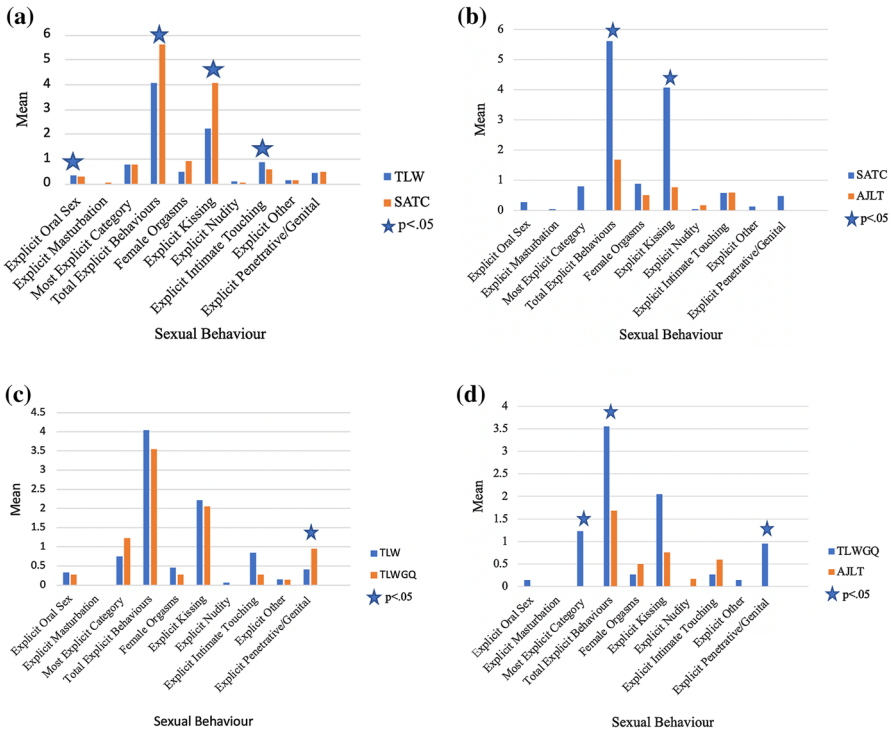 (a)
6
5
4
3
2
1
0
Mean
Explicit Oral Sex
Explicit Masturbation
Most Explicit Category
Total Explicit Behaviours
Female Orgasms
Explicit Kissing
Explicit Nudity
Explicit Intimate Touching
Explicit Other
Explicit Penetrative/Genital
Sexual Behaviour
TLW
SATC
p<.05
(b)
6
5
4
3
2
1
0
Mean
Explicit Oral Sex
Explicit Masturbation
Most Explicit Category
Total Explicit Behaviours
Female Orgasms
Explicit Kissing
Explicit Nudity
Explicit Intimate Touching
Explicit Other
Explicit Penetrative/Genital
Sexual Behaviour
SATC
AJLT
p<.05
(c)
4.5
4
3.5
3
2.5
2
1.5
1
0.5
0
Mean
Explicit Oral Sex
Explicit Masturbation
Most Explicit Category
Total Explicit Behaviours
Female Orgasms
Explicit Kissing
Explicit Nudity
Explicit Intimate Touching
Explicit Other
Explicit Penetrative/Genital
Sexual Behaviour
TLW
TLWGQ
p<.05
(d)
4
3.5
3
2.5
2
1.5
1
0.5
0
Mean
Explicit Oral Sex
Explicit Masturbation
Most Explicit Category
Total Explicit Behaviours
Female Orgasms
Explicit Kissing
Explicit Nudity
Explicit Intimate Touching
Explicit Other
Explicit Penetrative/Genital
Sexual Behaviour
TLWGQ
AJLT
p<.05